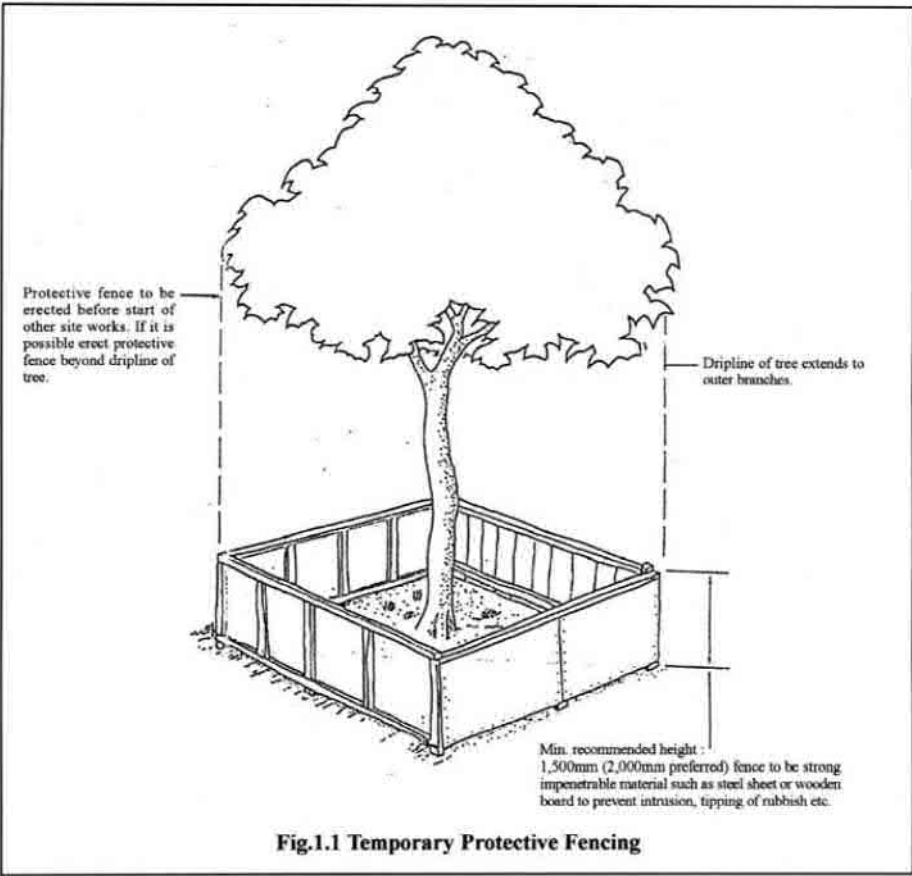 Protective fence to be
erected before start of
other site works. If it is
possible erect protective
fence beyond dripline of
tree.
Dripline of tree extends to
outer branches.
Min. recommended height :
1,500mm (2,000mm preferred) fence to be strong
impenetrable material such as steel sheet or wooden
board to prevent intrusion, tipping of rubbish etc.
Fig.1.1 Temporary Protective Fencing